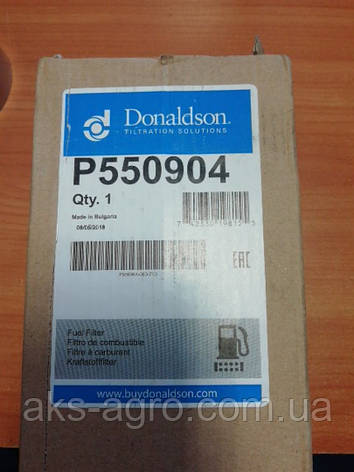 Donaldson.
FILTRATION SOLUTIONS
P550904
Qty. 1
Made in Bulgaria
08/05/2018
EAC
Fuel Filter
Filtro de combustible
Filtre à carburant
Kraftstofffilter
www.buydonaldson.com
aks-agro.com.ua